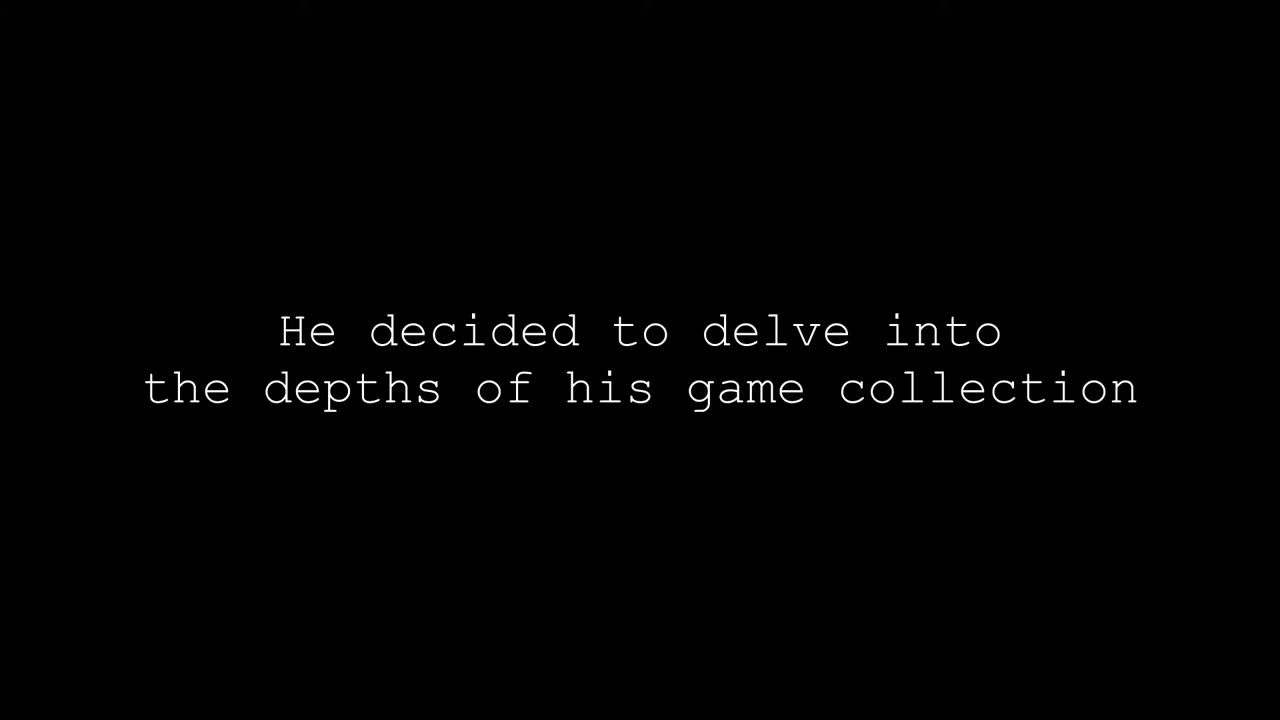 He decided to delve into
the depths of his game collection